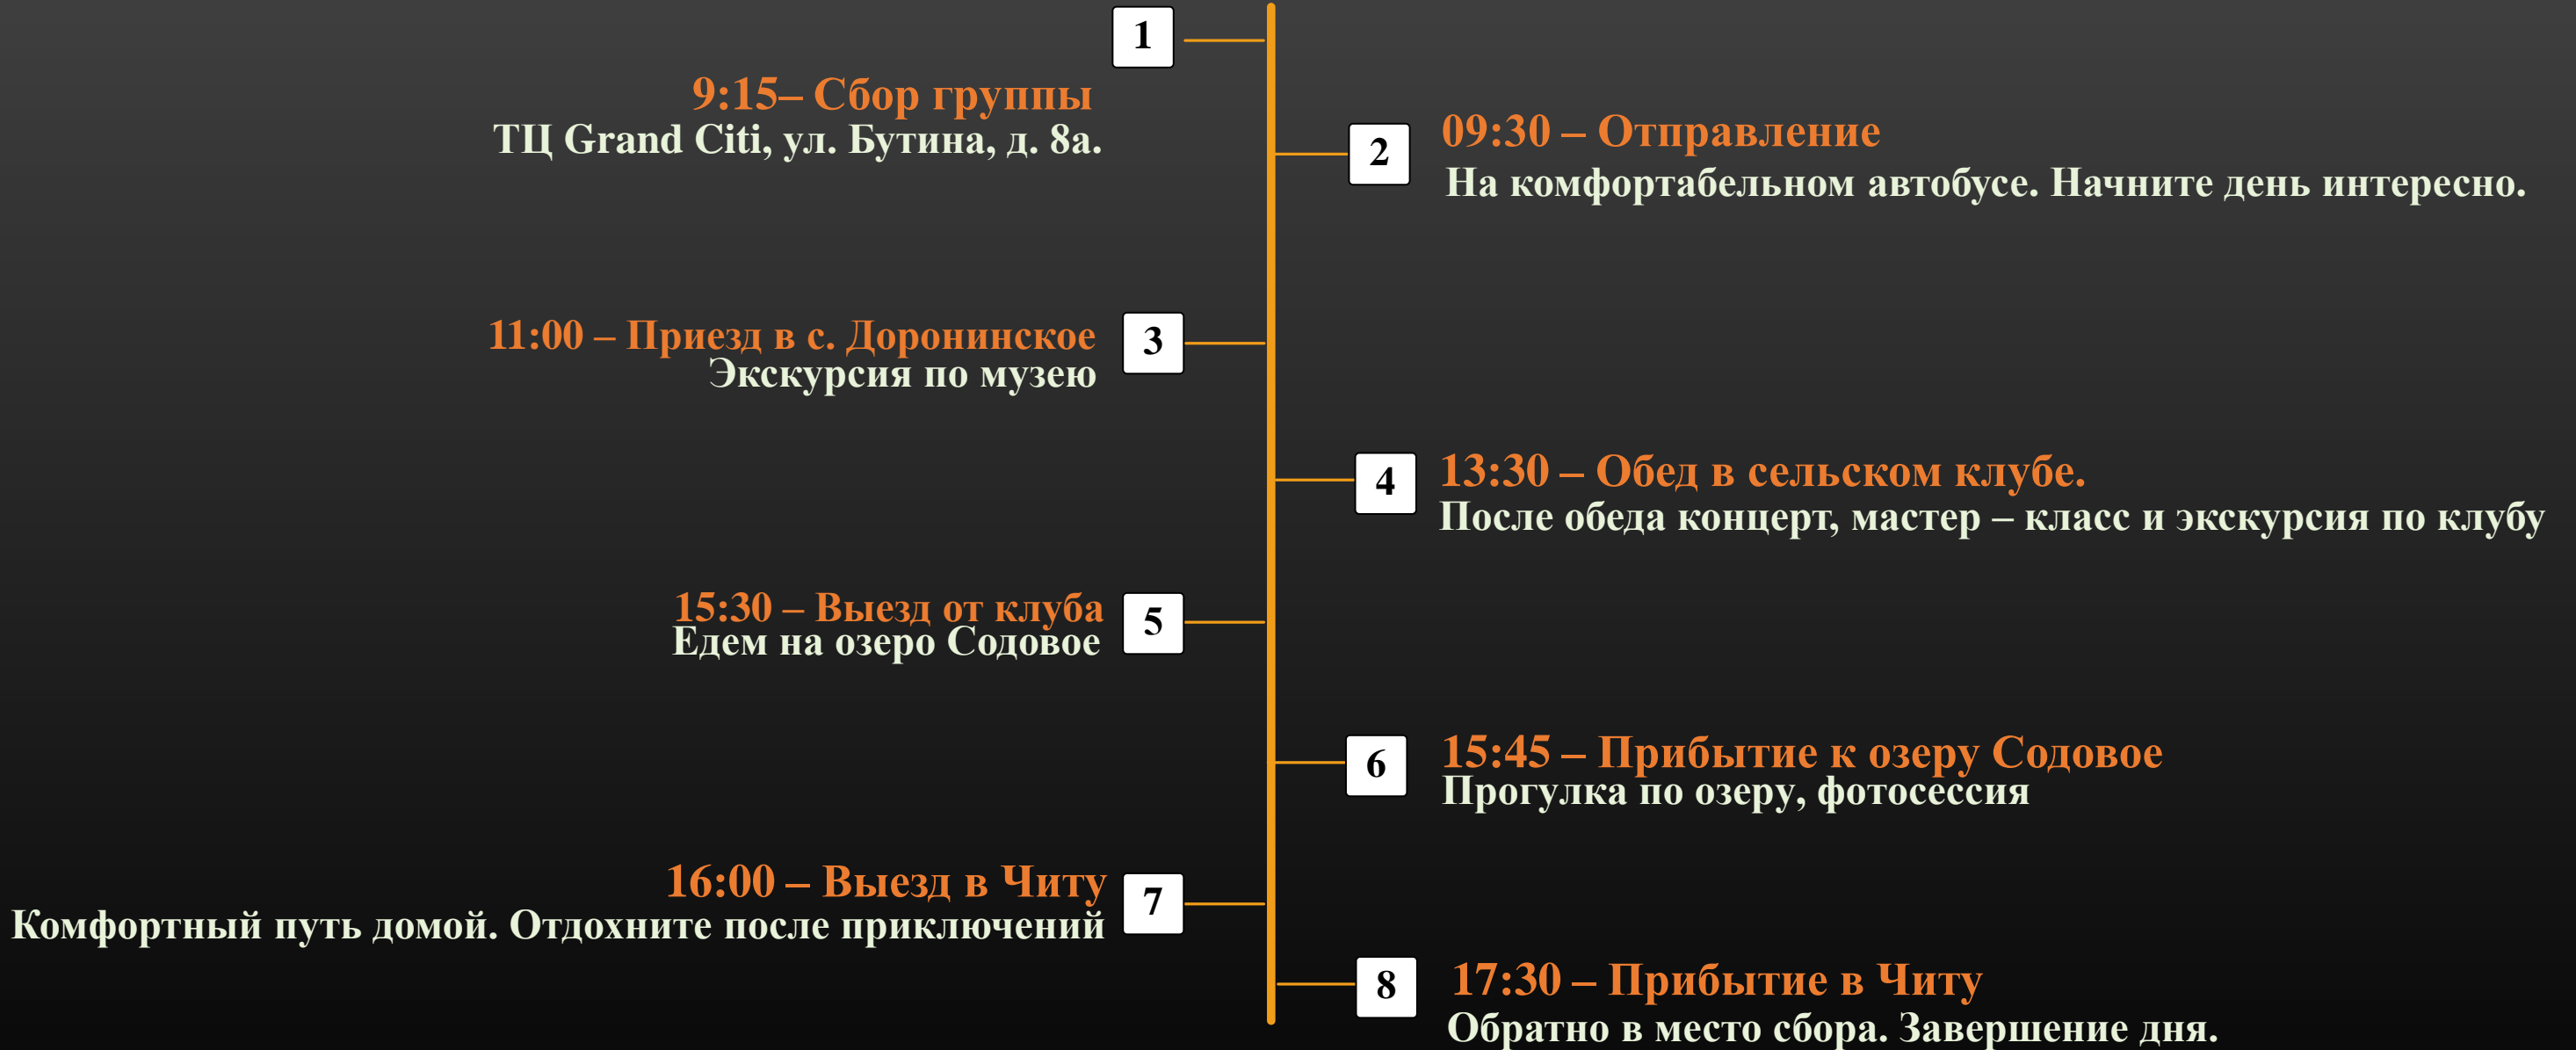 1
9:15– Сбор группы
ТЦ Grand Citi, ул. Бутина, д. 8а.
2
09:30 – Отправление
На комфортабельном автобусе. Начните день интересно.
3
11:00 – Приезд в с. Доронинское
Экскурсия по музею
4
13:30 – Обед в сельском клубе.
После обеда концерт, мастер – класс и экскурсия по клубу
5
15:30 – Выезд от клуба
Едем на озеро Содовое
6
15:45 – Прибытие к озеру Содовое
Прогулка по озеру, фотосессия
7
16:00 – Выезд в Читу
Комфортный путь домой. Отдохните после приключений
8
17:30 – Прибытие в Читу
Обратно в место сбора. Завершение дня.